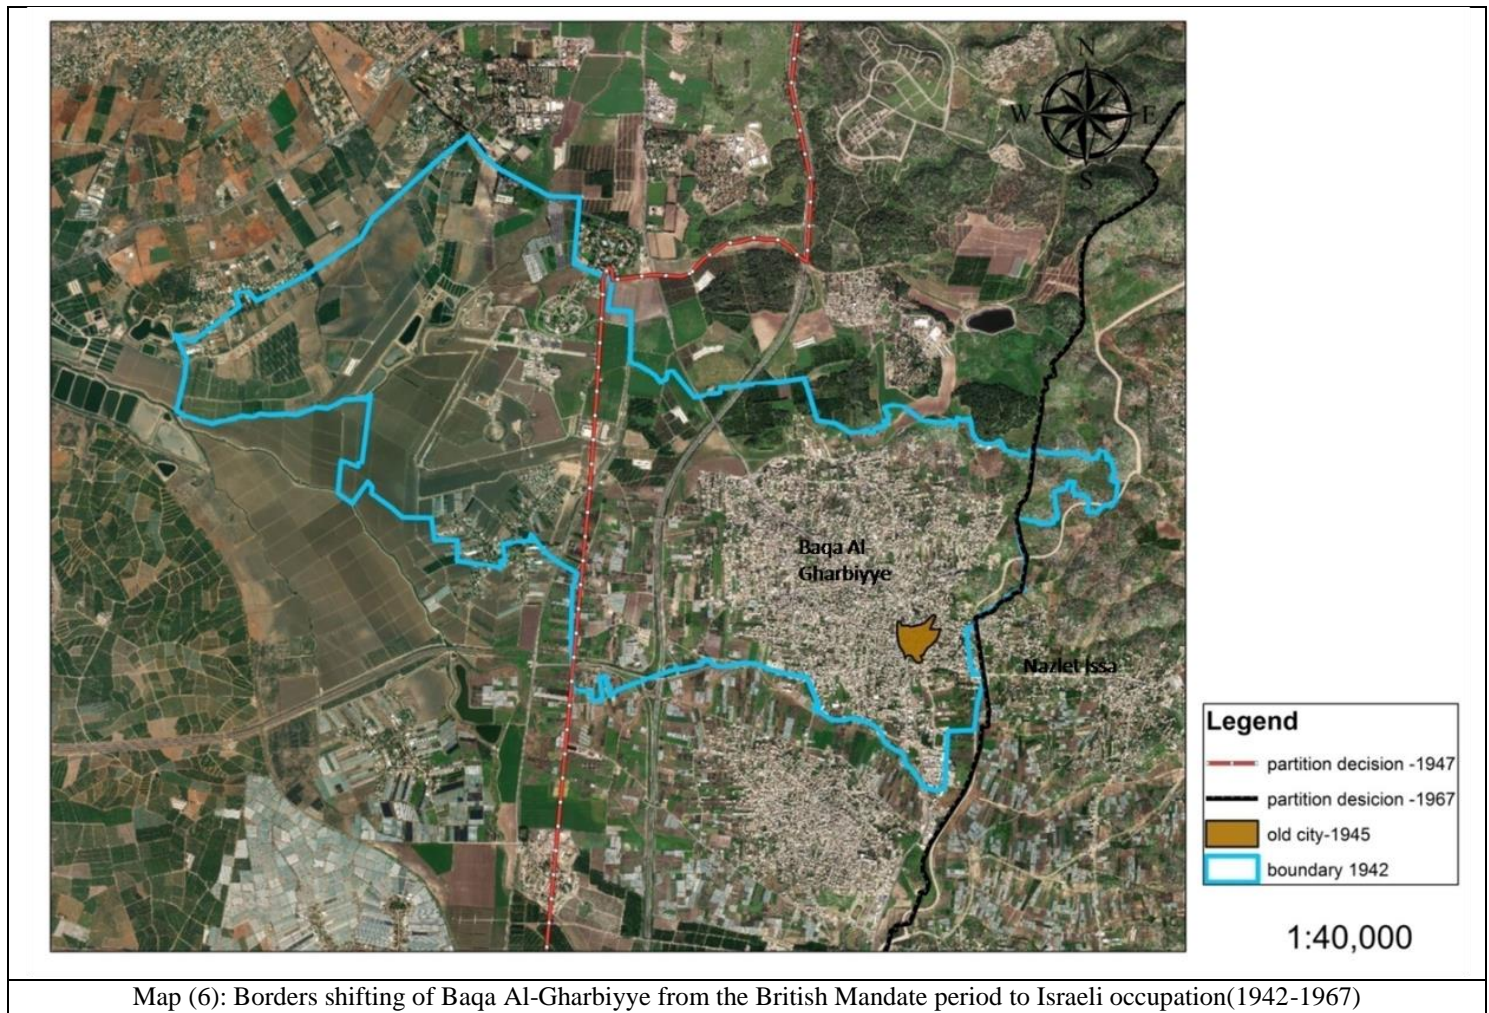 N
W E
S
Baqa Al
Gharbiyye
Nazlet Issa
Legend
partition decision -1947
partition desicion -1967
old city-1945
boundary 1942
1:40,000
Map (6): Borders shifting of Baqa Al-Gharbiyye from the British Mandate period to Israeli occupation(1942-1967)